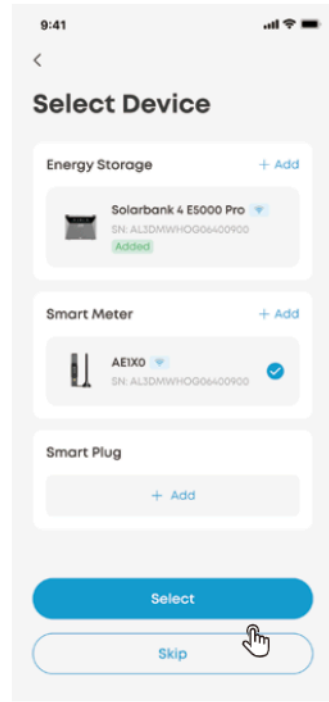 9:41
Select Device
Energy Storage + Add
Solarbank 4 E5000 Pro
SN: AL3DMWHOG06400900
Added
Smart Meter + Add
AE1X0
SN: AL3DMWHOG06400900
Smart Plug
+ Add
Select
Skip